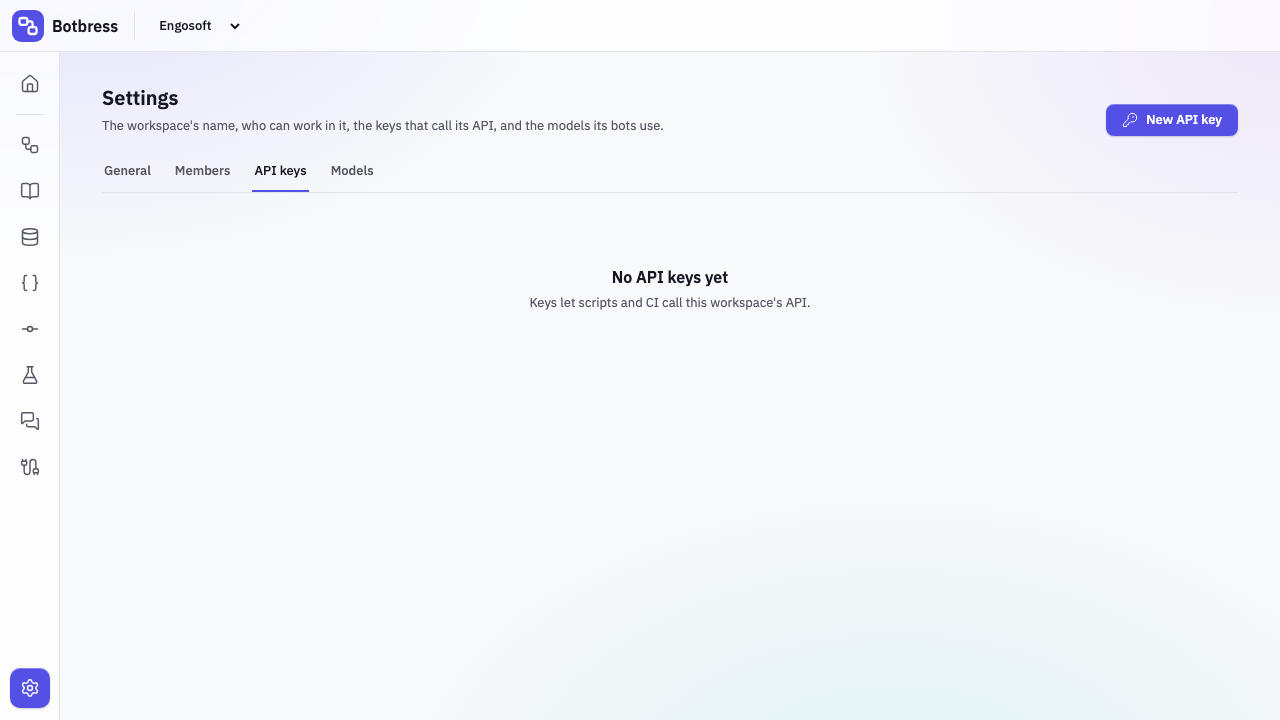 Botbress
Engosoft
Settings
The workspace's name, who can work in it, the keys that call its API, and the models its bots use.
New API key
General
Members
API keys
Models
No API keys yet
Keys let scripts and CI call this workspace's API.